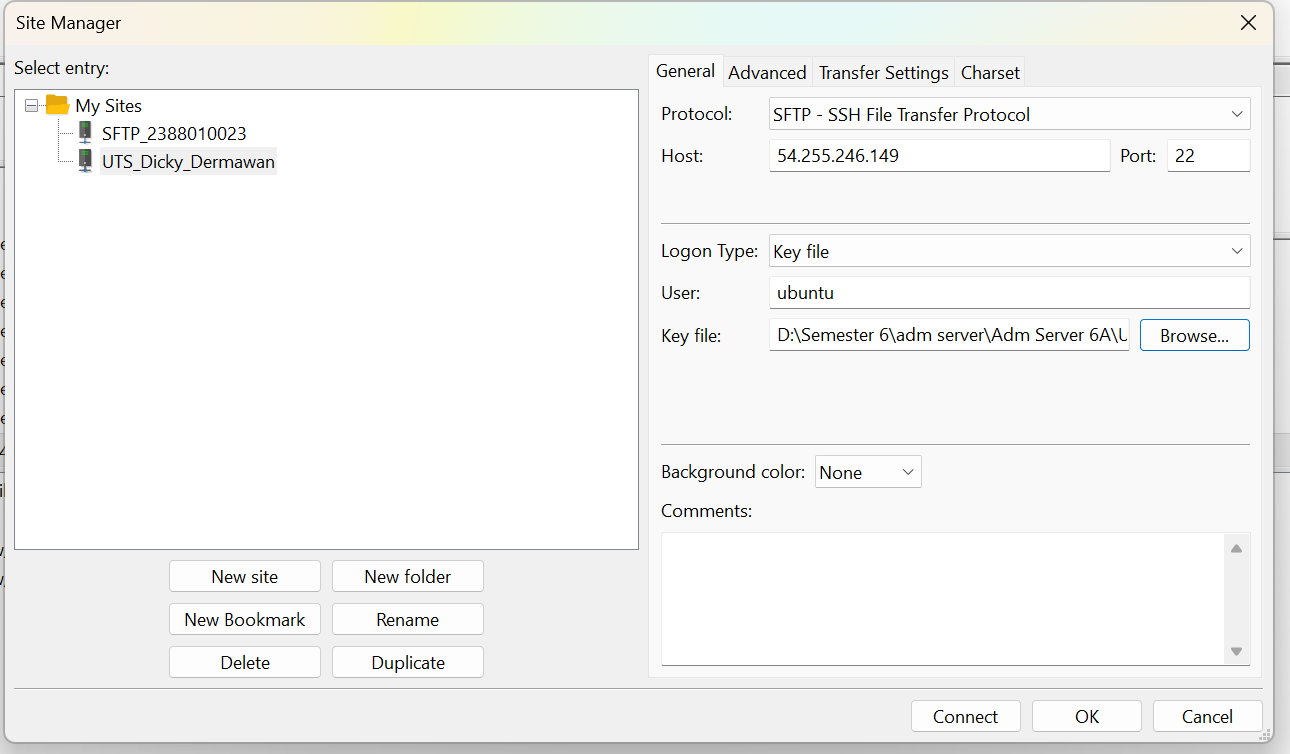 Site Manager
Select entry:
My Sites
SFTP_2388010023
UTS_Dicky_Dermawan
New site
New folder
New Bookmark
Rename
Delete
Duplicate
General
Advanced
Transfer Settings
Charset
Protocol:
SFTP - SSH File Transfer Protocol
Host:
54.255.246.149
Port:
22
Logon Type:
Key file
User:
ubuntu
Key file:
D:\Semester 6\adm server\Adm Server 6A\U
Browse...
Background color:
None
Comments:
Connect
OK
Cancel